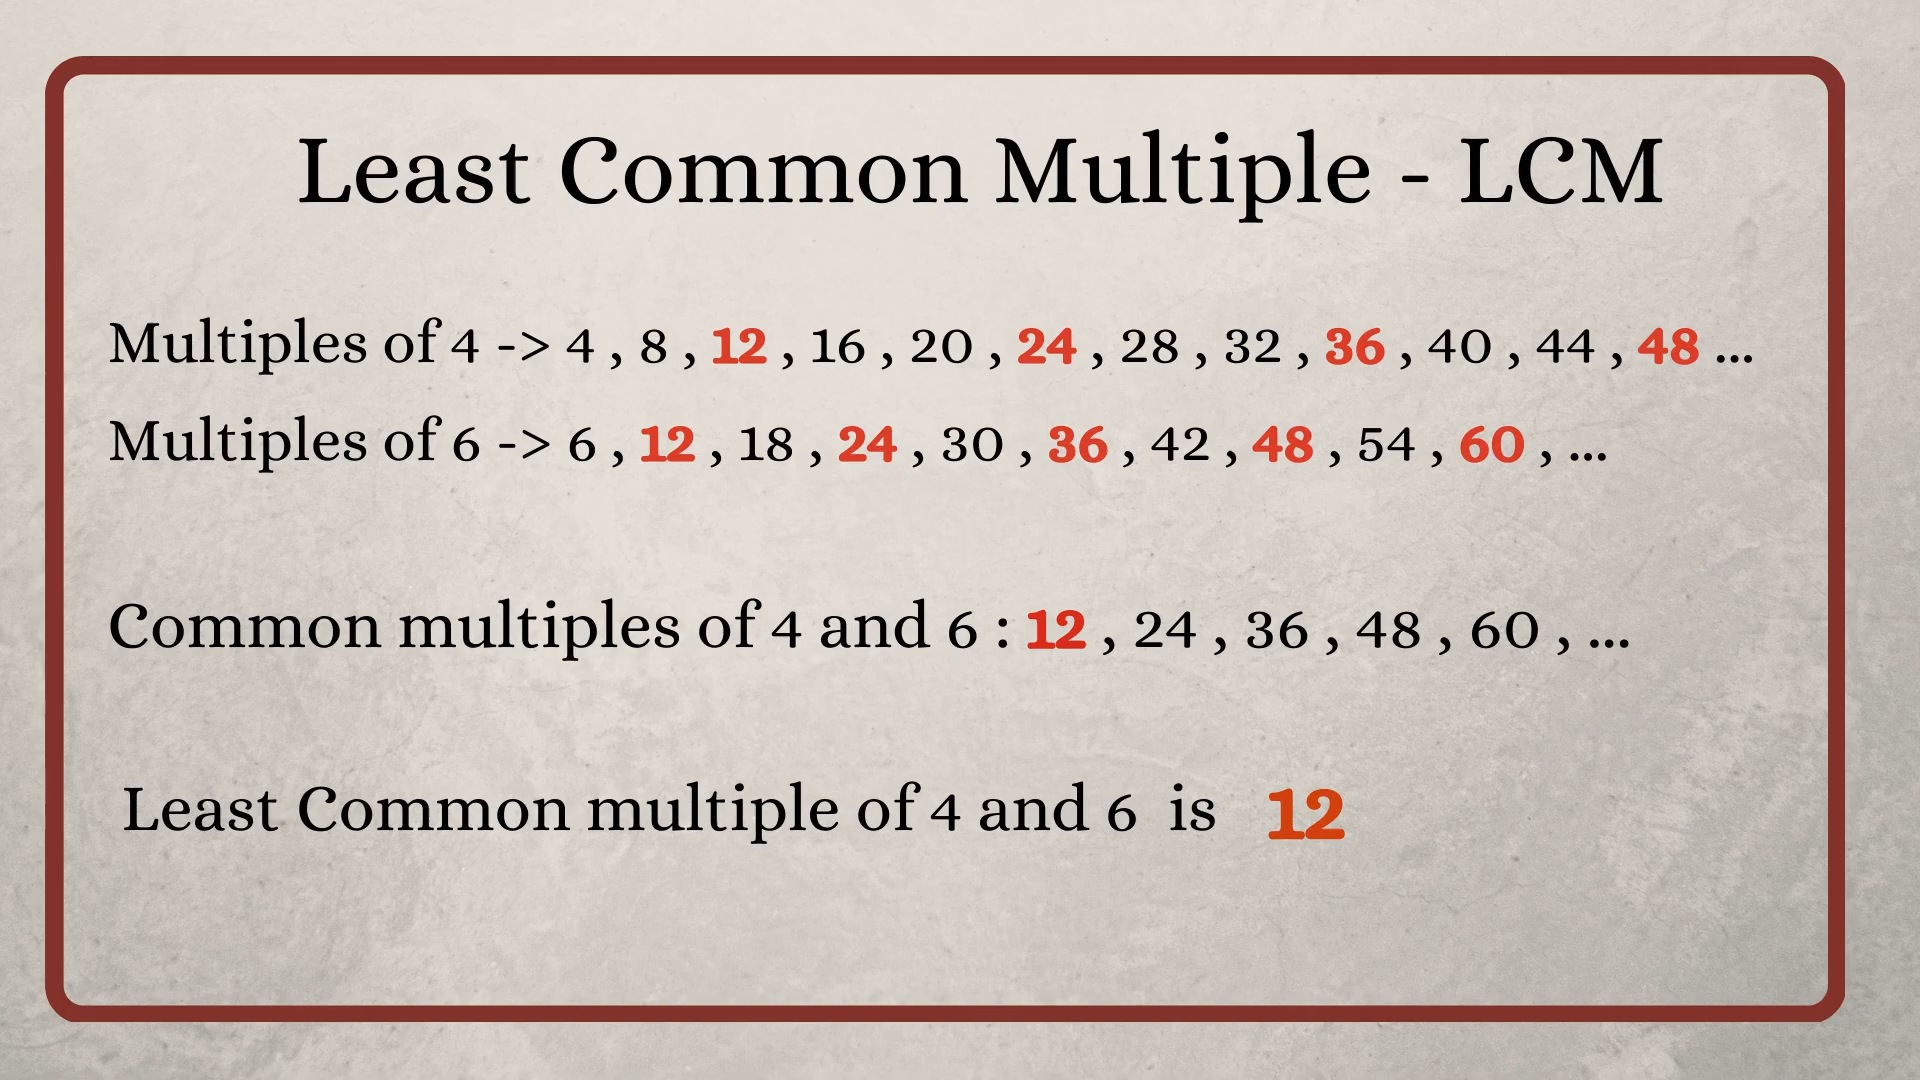 Least Common Multiple - LCM
Multiples of 4 -> 4 , 8 , 12 , 16 , 20 , 24 , 28 , 32 , 36 , 40 , 44 , 48 ...
Multiples of 6 -> 6 , 12 , 18 , 24 , 30 , 36 , 42 , 48 , 54 , 60 , ...
Common multiples of 4 and 6 : 12 , 24 , 36 , 48 , 60 , ...
Least Common multiple of 4 and 6 is 12